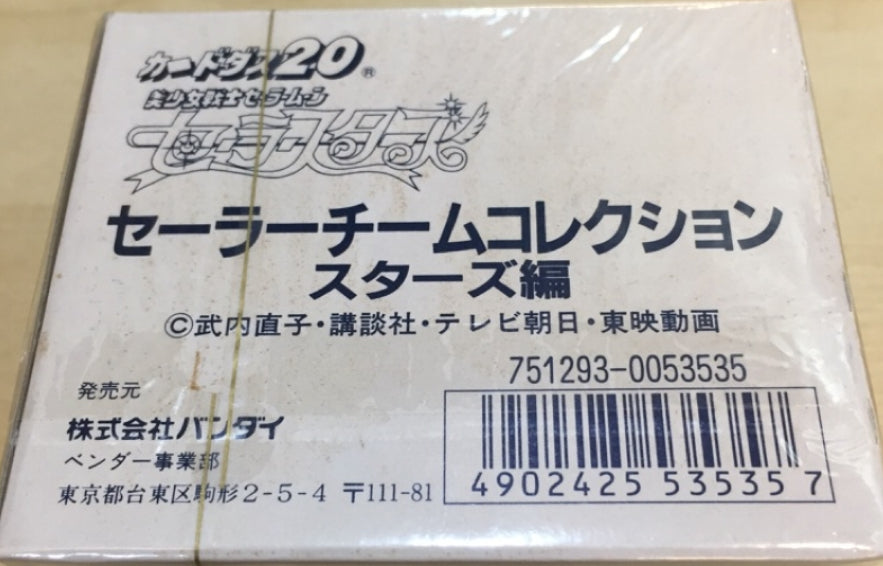 カードダス20®
美少女戦士セーラームーン
セーラースターズ
セーラーチームコレクション
スターズ編
©武内直子・講談社・テレビ朝日・東映動画
751293-0053535
発売元
株式会社バンダイ
ベンダー事業部
東京都台東区駒形2-5-4 〒111-81
4902425 535357